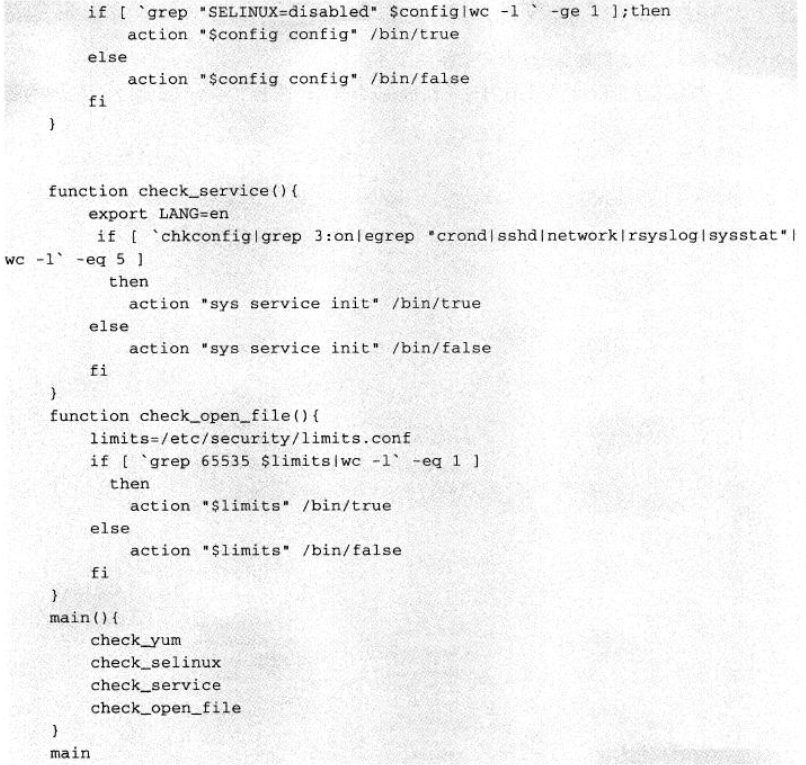 if [ `grep "SELINUX=disabled" $config|wc -l ` -ge 1 ];then
            action "$config config" /bin/true
        else
            action "$config config" /bin/false
        fi
    }
    function check_service(){
        export LANG=en
         if [ `chkconfig|grep 3:on|egrep "crond|sshd|network|rsyslog|sysstat"|
wc -l` -eq 5 ]
          then
            action "sys service init" /bin/true
        else
            action "sys service init" /bin/false
        fi
    }
    function check_open_file(){
        limits=/etc/security/limits.conf
        if [ `grep 65535 $limits|wc -l` -eq 1 ]
          then
            action "$limits" /bin/true
        else
            action "$limits" /bin/false
        fi
    }
    main(){
        check_yum
        check_selinux
        check_service
        check_open_file
    }
    main